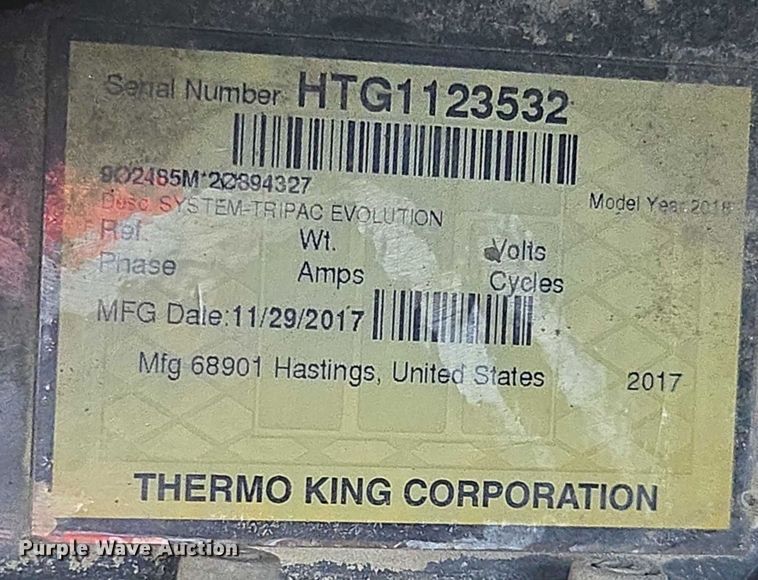 Serial Number HTG1123532
902485M*20894327
Desc SYSTEM-TRIPAC EVOLUTION
Model Year 2018
Ref. Wt. Volts
Phase Amps Cycles
MFG Date:11/29/2017
Mfg 68901 Hastings, United States 2017
THERMO KING CORPORATION
Purple Wave Auction